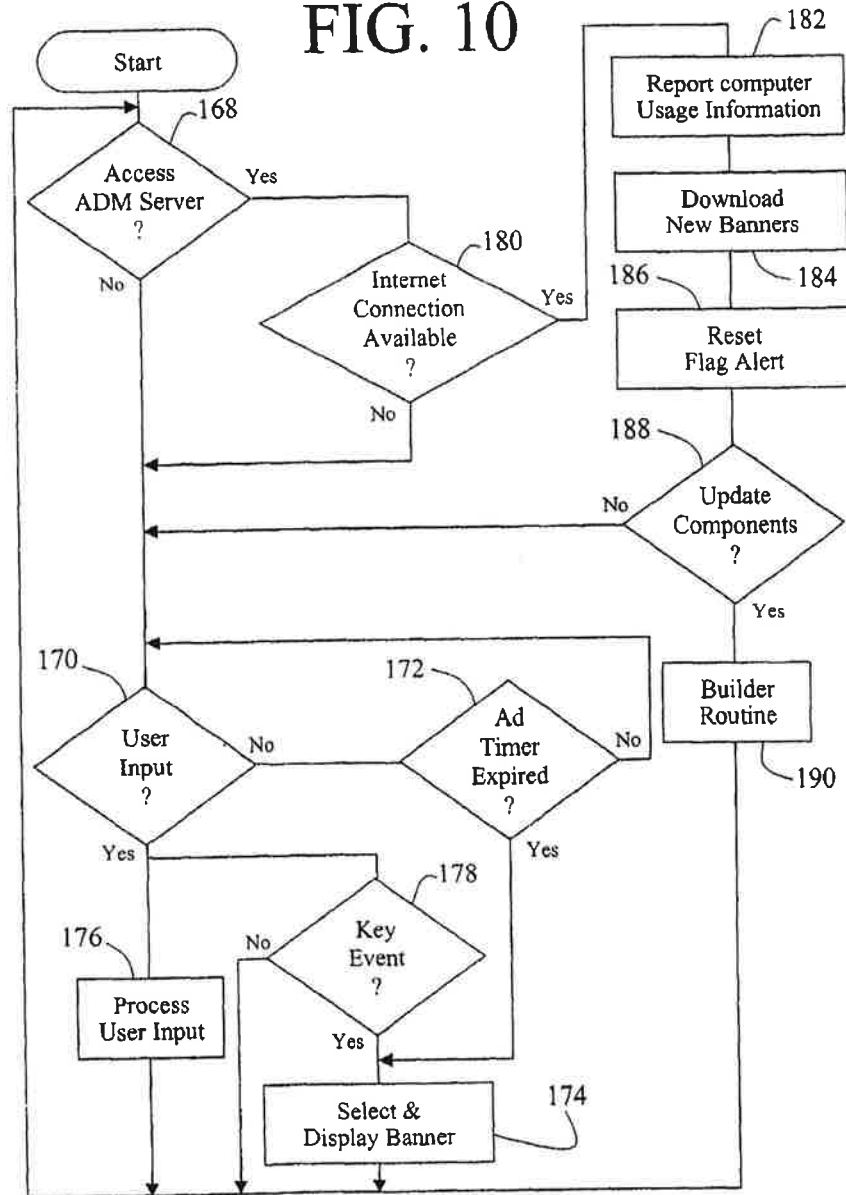 FIG. 10
Start
168
Access
ADM Server
?
Yes
No
180
Internet
Connection
Available
?
Yes
No
182
Report computer
Usage Information
Download
New Banners
184
186
Reset
Flag Alert
188
Update
Components
?
No
Yes
Builder
Routine
190
170
User
Input
?
No
Yes
172
Ad
Timer
Expired
?
No
Yes
178
Key
Event
?
No
Yes
176
Process
User Input
Select &
Display Banner
174